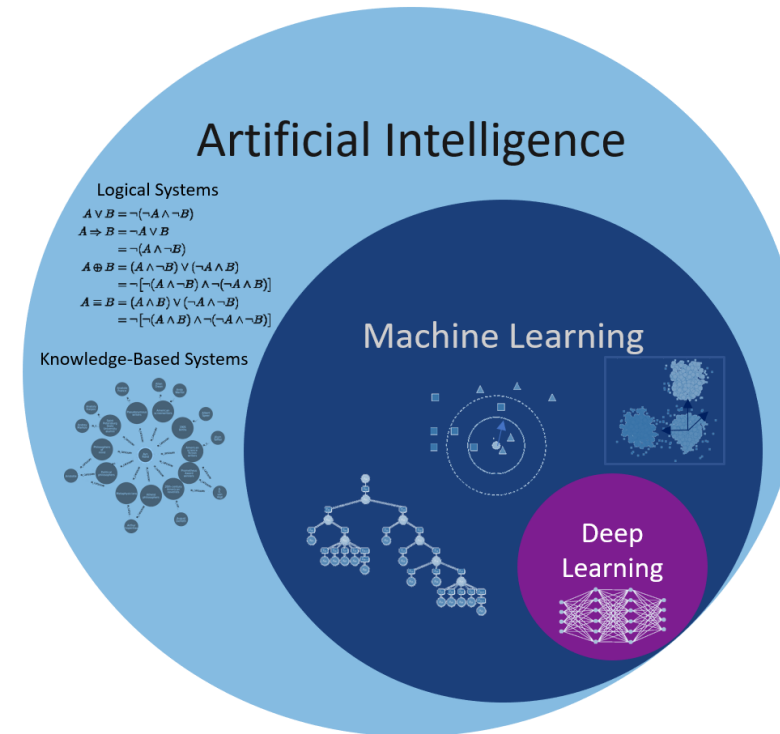 Artificial Intelligence
Logical Systems
A ∨ B = ¬(¬A ∧ ¬B)
A ⇒ B = ¬A ∨ B
= ¬(A ∧ ¬B)
A ⊕ B = (A ∧ ¬B) ∨ (¬A ∧ B)
= ¬[¬(A ∧ ¬B) ∧ ¬(¬A ∧ B)]
A ≡ B = (A ∧ B) ∨ (¬A ∧ ¬B)
= ¬[¬(A ∧ B) ∧ ¬(¬A ∧ ¬B)]
Knowledge-Based Systems
Machine Learning
Deep
Learning